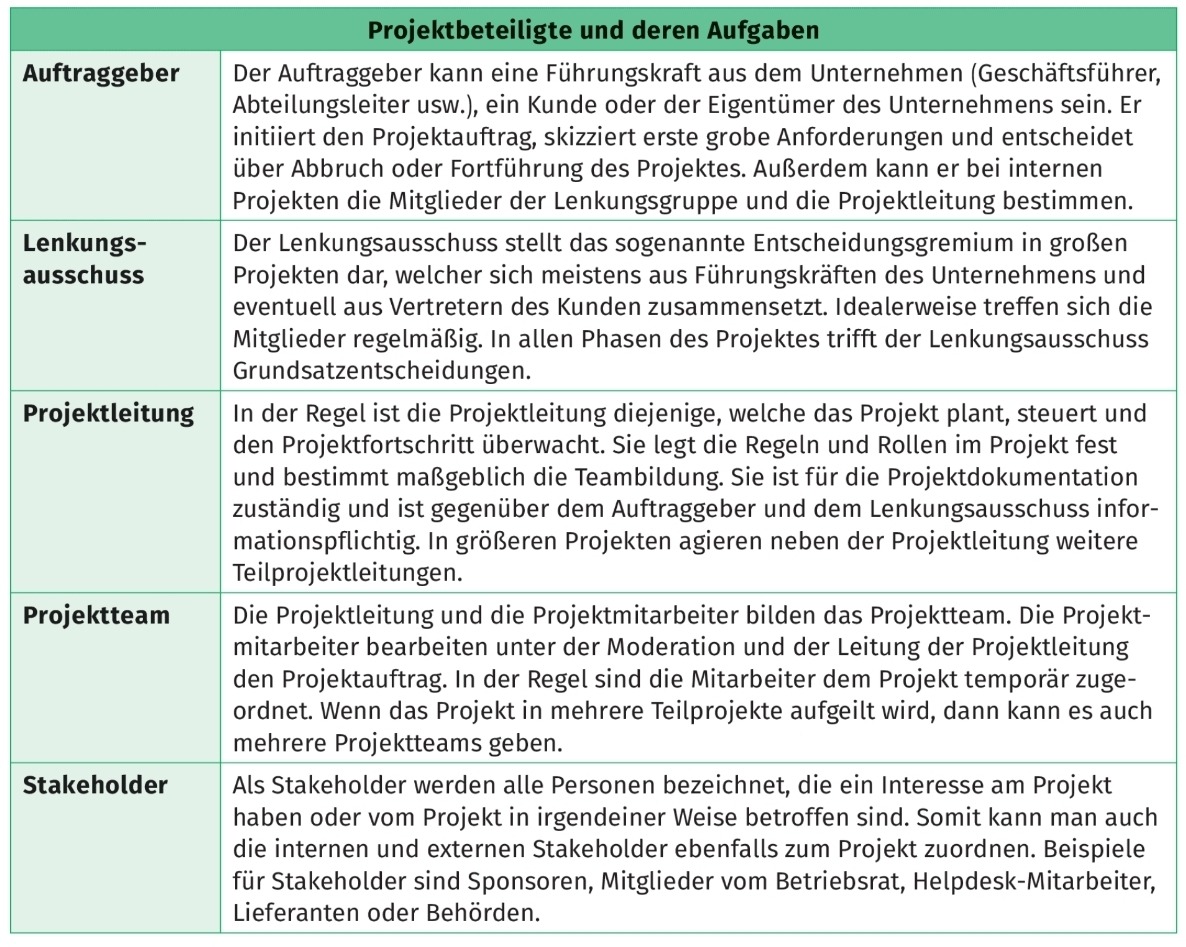 Projektbeteiligte und deren Aufgaben
Auftraggeber
Der Auftraggeber kann eine Führungskraft aus dem Unternehmen (Geschäftsführer,
Abteilungsleiter usw.), ein Kunde oder der Eigentümer des Unternehmens sein. Er
initiiert den Projektauftrag, skizziert erste grobe Anforderungen und entscheidet
über Abbruch oder Fortführung des Projektes. Außerdem kann er bei internen
Projekten die Mitglieder der Lenkungsgruppe und die Projektleitung bestimmen.
Lenkungs-
ausschuss
Der Lenkungsausschuss stellt das sogenannte Entscheidungsgremium in großen
Projekten dar, welcher sich meistens aus Führungskräften des Unternehmens und
eventuell aus Vertretern des Kunden zusammensetzt. Idealerweise treffen sich die
Mitglieder regelmäßig. In allen Phasen des Projektes trifft der Lenkungsausschuss
Grundsatzentscheidungen.
Projektleitung
In der Regel ist die Projektleitung diejenige, welche das Projekt plant, steuert und
den Projektfortschritt überwacht. Sie legt die Regeln und Rollen im Projekt fest
und bestimmt maßgeblich die Teambildung. Sie ist für die Projektdokumentation
zuständig und ist gegenüber dem Auftraggeber und dem Lenkungsausschuss infor-
mationspflichtig. In größeren Projekten agieren neben der Projektleitung weitere
Teilprojektleitungen.
Projektteam
Die Projektleitung und die Projektmitarbeiter bilden das Projektteam. Die Projekt-
mitarbeiter bearbeiten unter der Moderation und der Leitung der Projektleitung
den Projektauftrag. In der Regel sind die Mitarbeiter dem Projekt temporär zuge-
ordnet. Wenn das Projekt in mehrere Teilprojekte aufgeilt wird, dann kann es auch
mehrere Projektteams geben.
Stakeholder
Als Stakeholder werden alle Personen bezeichnet, die ein Interesse am Projekt
haben oder vom Projekt in irgendeiner Weise betroffen sind. Somit kann man auch
die internen und externen Stakeholder ebenfalls zum Projekt zuordnen. Beispiele
für Stakeholder sind Sponsoren, Mitglieder vom Betriebsrat, Helpdesk-Mitarbeiter,
Lieferanten oder Behörden.